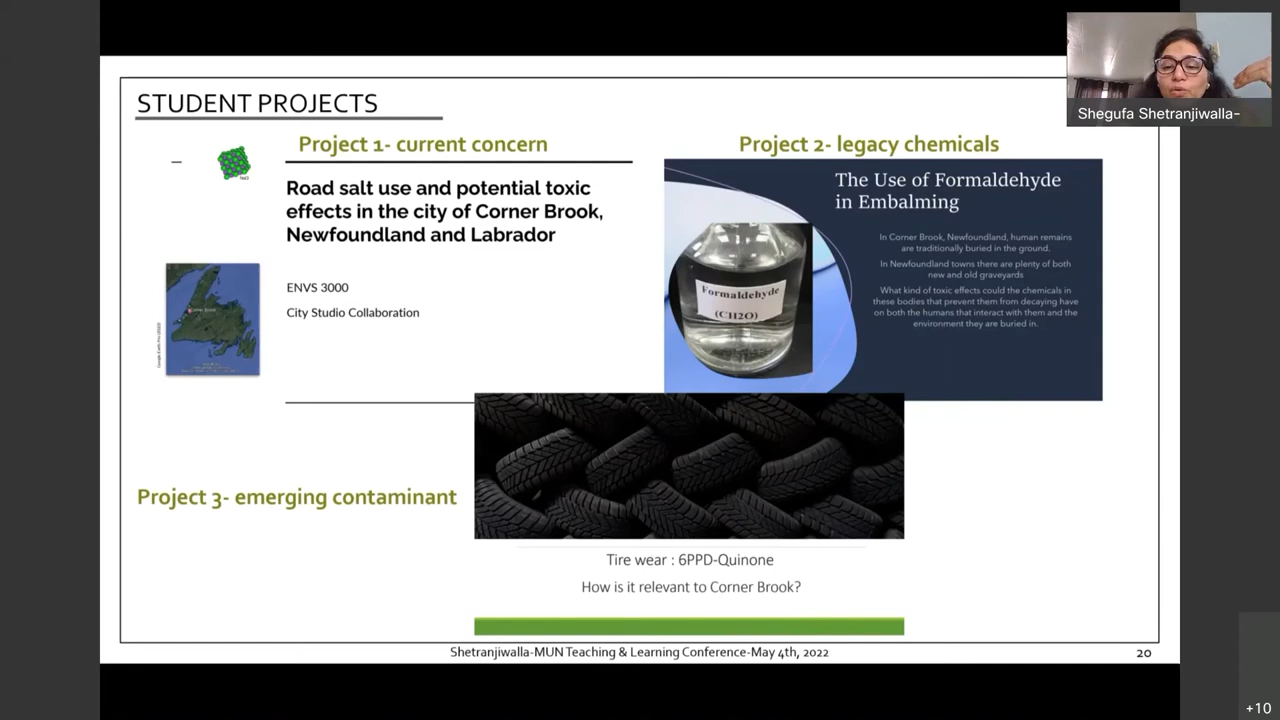 Shegufa Shetranjiwalla-
STUDENT PROJECTS
Project 1- current concern
Road salt use and potential toxic
effects in the city of Corner Brook,
Newfoundland and Labrador
ENVS 3000
City Studio Collaboration
Project 2- legacy chemicals
The Use of Formaldehyde
in Embalming
In Corner Brook, Newfoundland, human remains
are traditionally buried in the ground.
In Newfoundland towns there are plenty of both
new and old graveyards
What kind of toxic effects could the chemicals in
these bodies that prevent them from decaying have
on both the humans that interact with them and the
environment they are buried in.
Formaldehyde
(CH2O)
Project 3- emerging contaminant
Tire wear : 6PPD-Quinone
How is it relevant to Corner Brook?
Shetranjiwalla-MUN Teaching & Learning Conference-May 4th, 2022
20
+10